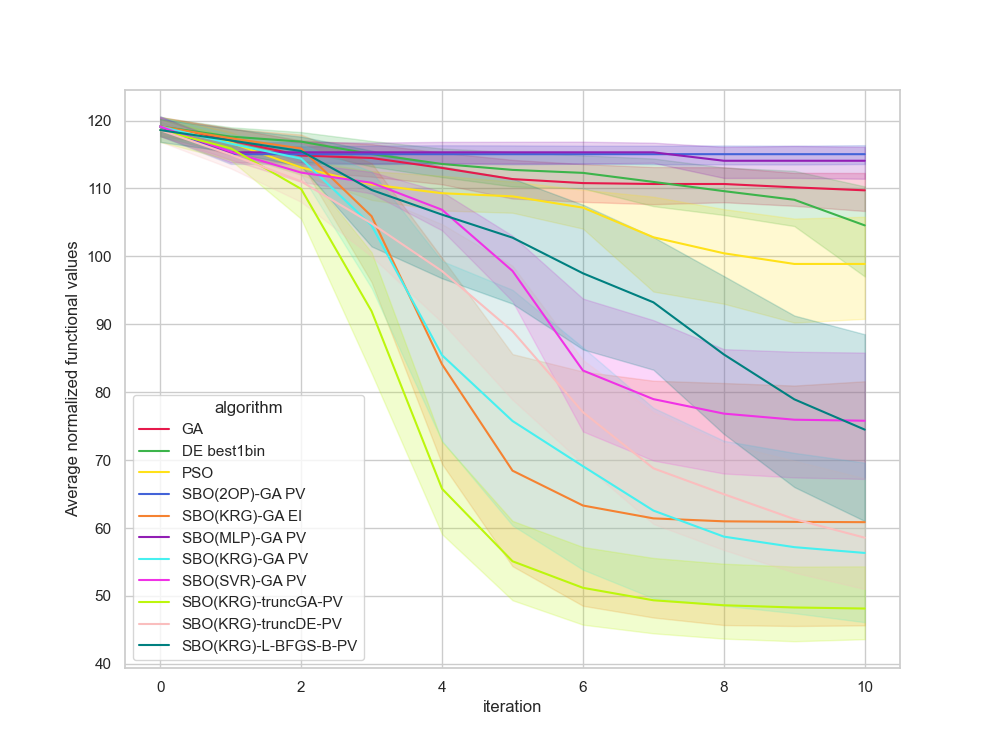 120
110
100
90
80
70
60
50
40
Average normalized functional values
algorithm
GA
DE best1bin
PSO
SBO(2OP)-GA PV
SBO(KRG)-GA EI
SBO(MLP)-GA PV
SBO(KRG)-GA PV
SBO(SVR)-GA PV
SBO(KRG)-truncGA-PV
SBO(KRG)-truncDE-PV
SBO(KRG)-L-BFGS-B-PV
0 2 4 6 8 10
iteration